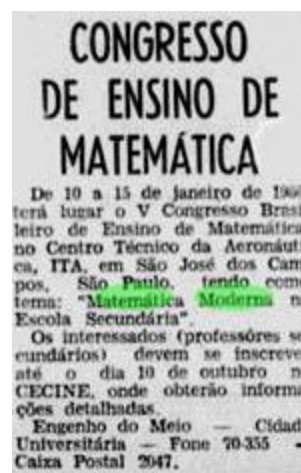 CONGRESSO
DE ENSINO DE
MATEMÁTICA
De 10 a 15 de janeiro de 196
terá lugar o V Congresso Brasi
leiro de Ensino de Matemática
no Centro Técnico da Aeronáut
ca, ITA, em São José dos Cam
pos, São Paulo, tendo como
tema: "Matemática Moderna n
Escola Secundária".
Os interessados (professôres se
cundários) devem se inscreve
até o dia 10 de outubro n
CECINE, onde obterão informa
ções detalhadas.
Engenho do Meio — Cidad
Universitária — Fone 70-355 -
Caixa Postal 2047.